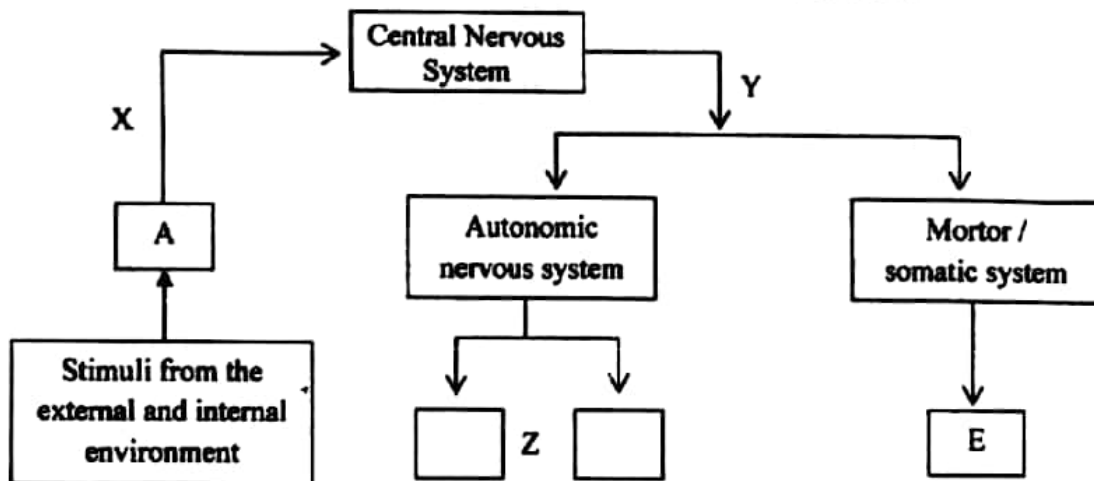 Central Nervous
System
X
Y
A
Autonomic
nervous system
Mortor /
somatic system
Stimuli from the
external and internal
environment
Z
E